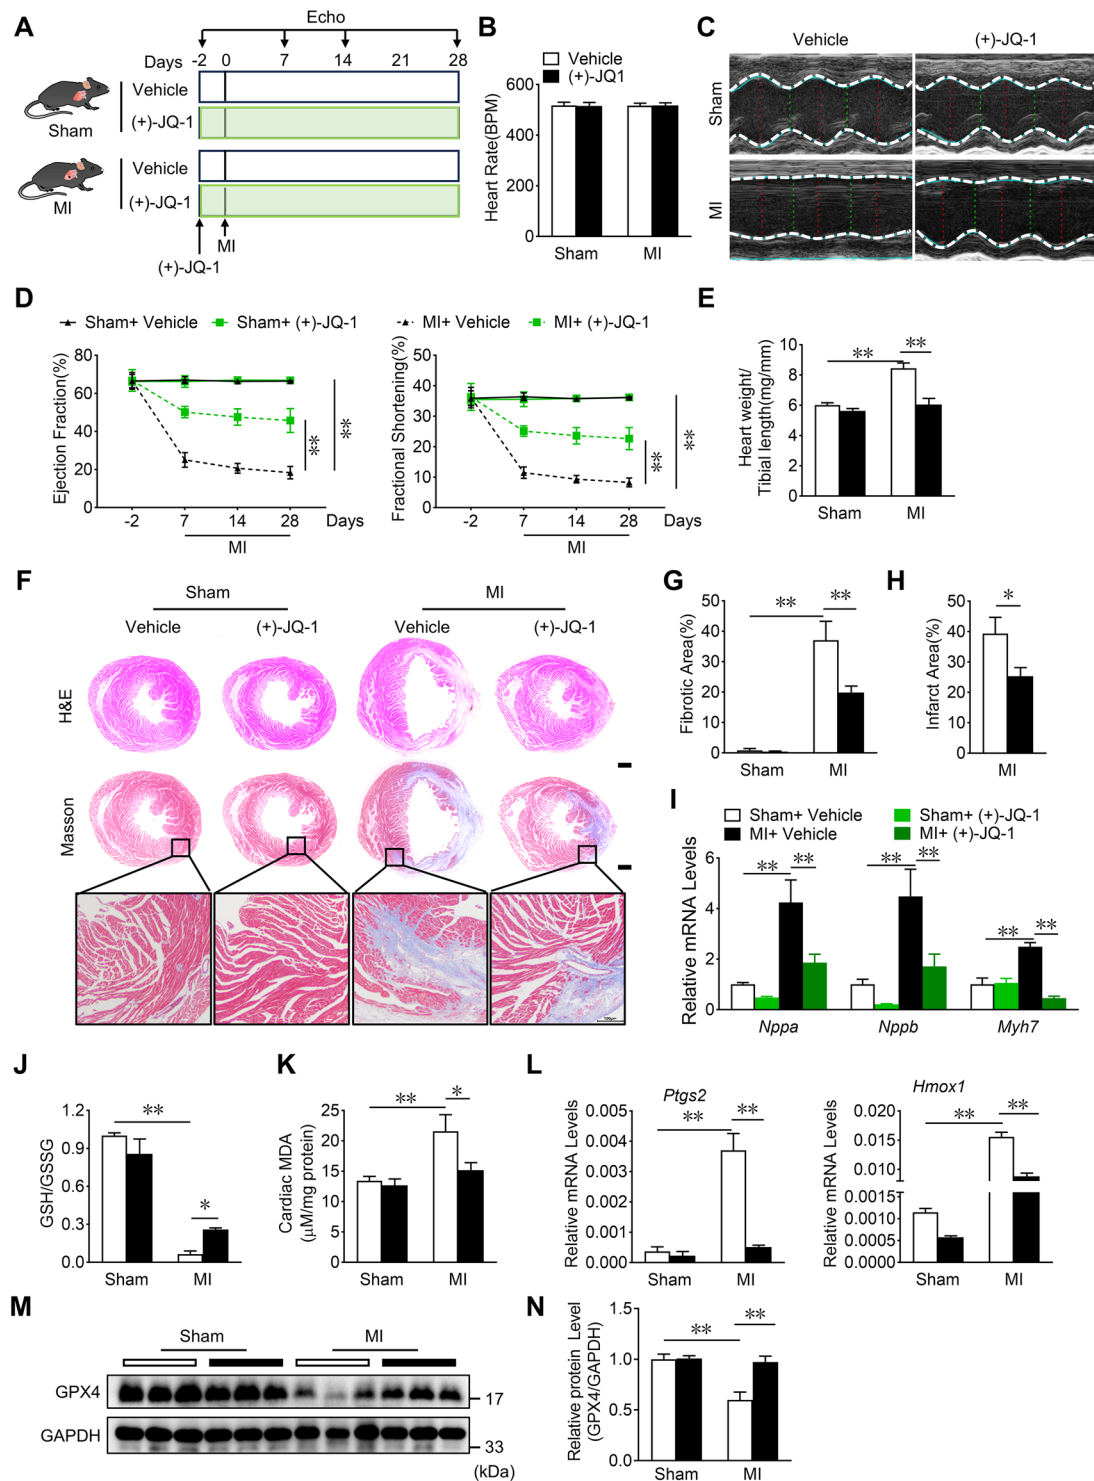 A
Echo
Days
-2 0 7 14 21 28
Vehicle
(+)-JQ-1
Sham
Vehicle
(+)-JQ-1
MI
MI
(+)-JQ-1
B
Vehicle
(+)-JQ1
Heart Rate(BPM)
600
400
200
0
Sham MI
C
Vehicle (+)-JQ-1
Sham
MI
D
Sham+ Vehicle Sham+ (+)-JQ-1 MI+ Vehicle MI+ (+)-JQ-1
Ejection Fraction(%)
80
60
40
20
0
-2 7 14 28 Days
MI
**
**
Fractional Shortening(%)
50
40
30
20
10
0
-2 7 14 28 Days
MI
**
**
E
Heart weight/
Tibial length(mg/mm)
10
8
6
4
2
0
** **
Sham MI
F
Sham MI
Vehicle (+)-JQ-1 Vehicle (+)-JQ-1
H&E
Masson
G
Fibrotic Area(%)
50
40
30
20
10
0
** **
Sham MI
H
Infarct Area(%)
50
40
30
20
10
0
*
MI
I
Sham+ Vehicle Sham+ (+)-JQ-1
MI+ Vehicle MI+ (+)-JQ-1
Relative mRNA Levels
6
4
2
0
** ** ** ** ** **
Nppa Nppb Myh7
J
GSH/GSSG
1.2
0.9
0.6
0.3
0.0
** *
Sham MI
K
Cardiac MDA
(μM/mg protein)
25
20
15
10
5
0
** *
Sham MI
L
Ptgs2
Relative mRNA Levels
0.005
0.004
0.003
0.002
0.001
0.000
** **
Sham MI
Hmox1
Relative mRNA Levels
0.020
0.015
0.010
0.0015
0.0010
0.0005
0.0000
** **
Sham MI
M
Sham MI
GPX4
17
GAPDH
33
(kDa)
N
Relative protein Level
(GPX4/GAPDH)
1.5
1.0
0.5
0.0
** **
Sham MI